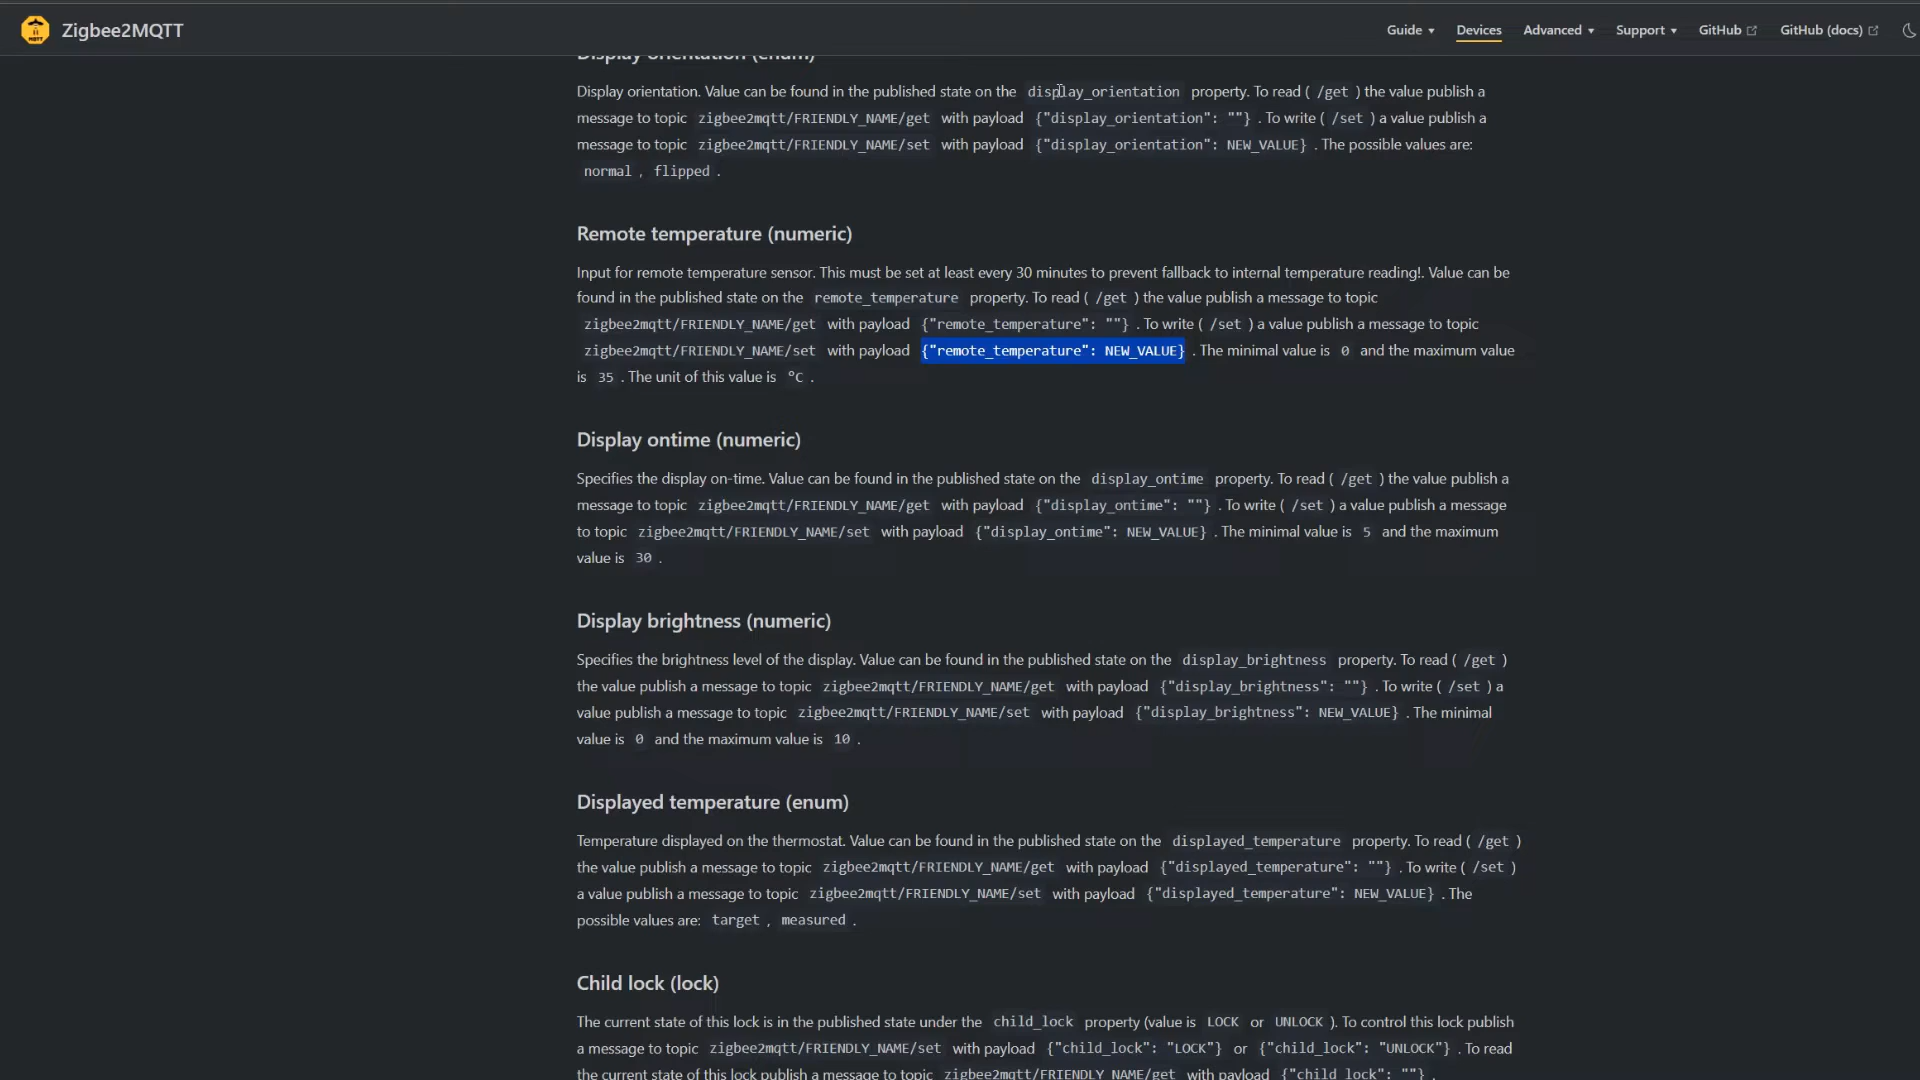 Zigbee2MQTT
Guide
Devices
Advanced
Support
GitHub
GitHub (docs)
Display orientation (enum)
Display orientation. Value can be found in the published state on the display_orientation property. To read ( /get ) the value publish a
message to topic zigbee2mqtt/FRIENDLY_NAME/get with payload {"display_orientation": ""} . To write ( /set ) a value publish a
message to topic zigbee2mqtt/FRIENDLY_NAME/set with payload {"display_orientation": NEW_VALUE} . The possible values are:
normal , flipped .
Remote temperature (numeric)
Input for remote temperature sensor. This must be set at least every 30 minutes to prevent fallback to internal temperature reading!. Value can be
found in the published state on the remote_temperature property. To read ( /get ) the value publish a message to topic
zigbee2mqtt/FRIENDLY_NAME/get with payload {"remote_temperature": ""} . To write ( /set ) a value publish a message to topic
zigbee2mqtt/FRIENDLY_NAME/set with payload {"remote_temperature": NEW_VALUE} . The minimal value is 0 and the maximum value
is 35 . The unit of this value is °C .
Display ontime (numeric)
Specifies the display on-time. Value can be found in the published state on the display_ontime property. To read ( /get ) the value publish a
message to topic zigbee2mqtt/FRIENDLY_NAME/get with payload {"display_ontime": ""} . To write ( /set ) a value publish a message
to topic zigbee2mqtt/FRIENDLY_NAME/set with payload {"display_ontime": NEW_VALUE} . The minimal value is 5 and the maximum
value is 30 .
Display brightness (numeric)
Specifies the brightness level of the display. Value can be found in the published state on the display_brightness property. To read ( /get )
the value publish a message to topic zigbee2mqtt/FRIENDLY_NAME/get with payload {"display_brightness": ""} . To write ( /set ) a
value publish a message to topic zigbee2mqtt/FRIENDLY_NAME/set with payload {"display_brightness": NEW_VALUE} . The minimal
value is 0 and the maximum value is 10 .
Displayed temperature (enum)
Temperature displayed on the thermostat. Value can be found in the published state on the displayed_temperature property. To read ( /get )
the value publish a message to topic zigbee2mqtt/FRIENDLY_NAME/get with payload {"displayed_temperature": ""} . To write ( /set )
a value publish a message to topic zigbee2mqtt/FRIENDLY_NAME/set with payload {"displayed_temperature": NEW_VALUE} . The
possible values are: target , measured .
Child lock (lock)
The current state of this lock is in the published state under the child_lock property (value is LOCK or UNLOCK ). To control this lock publish
a message to topic zigbee2mqtt/FRIENDLY_NAME/set with payload {"child_lock": "LOCK"} or {"child_lock": "UNLOCK"} . To read
the current state of this lock publish a message to topic zigbee2mqtt/FRIENDLY_NAME/get with payload {"child_lock": ""} .